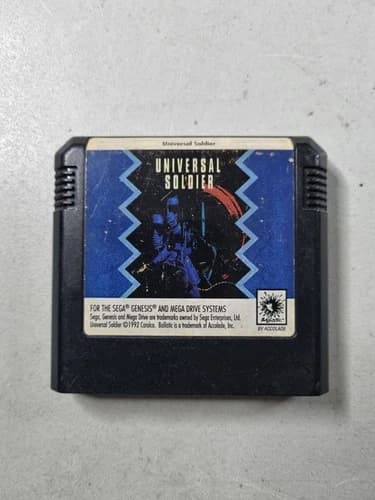 Universal Soldier
UNIVERSAL
SOLDIER
FOR THE SEGA® GENESIS® AND MEGA DRIVE SYSTEMS
Sega, Genesis and Mega Drive are trademarks owned by Sega Enterprises, Ltd.
Universal Soldier ©1992 Carolco. Ballistic is a trademark of Accolade, Inc.
Ballistic
BY ACCOLADE